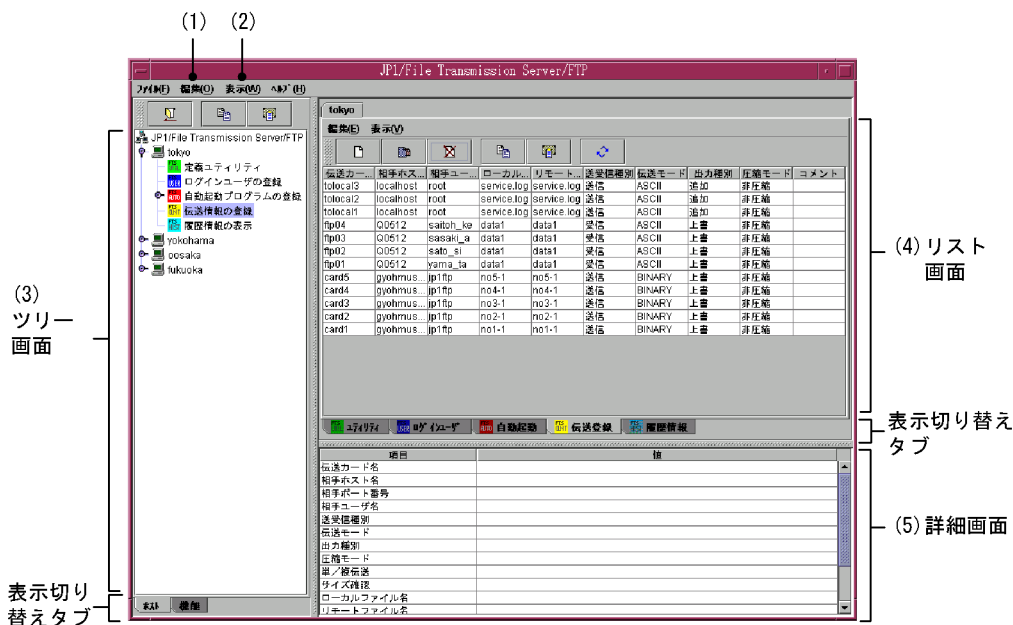 (1) (2)
JP1/File Transmission Server/FTP
ファイル(F) 編集(O) 表示(W) ヘルプ(H)
JP1/File Transmission Server/FTP
tokyo
定義ユーティリティ
ログインユーザの登録
自動起動プログラムの登録
伝送情報の登録
履歴情報の表示
yokohama
oosaka
fukuoka
(3)
ツリー
画面
表示切り
替えタブ
ホスト 機能
tokyo
編集(E) 表示(V)
伝送カー... 相手ホス... 相手ユー... ローカル... リモート... 送受信種別 伝送モード 出力種別 圧縮モード コメント
tolocal3 localhost root service.log service.log 送信 ASCII 追加 非圧縮
tolocal2 localhost root service.log service.log 送信 ASCII 追加 非圧縮
tolocal1 localhost root service.log service.log 送信 ASCII 追加 非圧縮
ftp04 Q0512 saitoh_ke data1 data1 受信 ASCII 上書 非圧縮
ftp03 Q0512 sasaki_a data1 data1 受信 ASCII 上書 非圧縮
ftp02 Q0512 sato_si data1 data1 受信 ASCII 上書 非圧縮
ftp01 Q0512 yama_ta data1 data1 受信 ASCII 上書 非圧縮
card5 gyohmus... jp1ftp no5-1 no5-1 送信 BINARY 上書 非圧縮
card4 gyohmus... jp1ftp no4-1 no4-1 送信 BINARY 上書 非圧縮
card3 gyohmus... jp1ftp no3-1 no3-1 送信 BINARY 上書 非圧縮
card2 gyohmus... jp1ftp no2-1 no2-1 送信 BINARY 上書 非圧縮
card1 gyohmus... jp1ftp no1-1 no1-1 送信 BINARY 上書 非圧縮
ユティリティ ログインユーザ 自動起動 伝送登録 履歴情報
(4) リスト
画面
表示切り替え
タブ
項目 値
伝送カード名
相手ホスト名
相手ポート番号
相手ユーザ名
送受信種別
伝送モード
出力種別
圧縮モード
単／複伝送
サイズ確認
ローカルファイル名
リモートファイル名
(5) 詳細画面